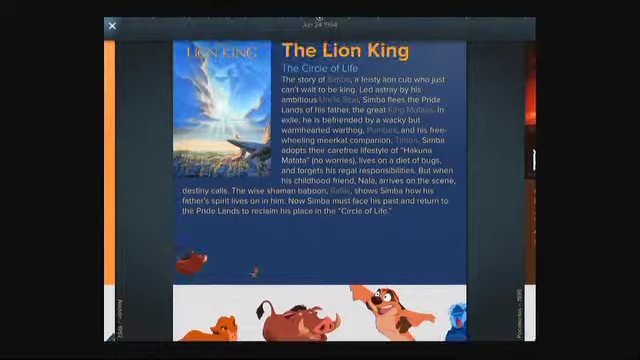 Jun 24 1994
LION KING
The Lion King
The Circle of Life
The story of Simba, a feisty lion cub who just
can't wait to be king. Led astray by his
ambitious Uncle Scar, Simba flees the Pride
Lands of his father, the great King Mufasa. In
exile, he is befriended by a wacky but
warmhearted warthog, Pumbaa, and his free-
wheeling meerkat companion, Timon. Simba
adopts their carefree lifestyle of "Hakuna
Matata" (no worries), lives on a diet of bugs,
and forgets his regal responsibilities. But when
his childhood friend, Nala, arrives on the scene,
destiny calls. The wise shaman baboon, Rafiki, shows Simba how his
father's spirit lives on in him. Now Simba must face his past and return to
the Pride Lands to reclaim his place in the "Circle of Life."
Aladdin - 1992
Pocahontas - 1995